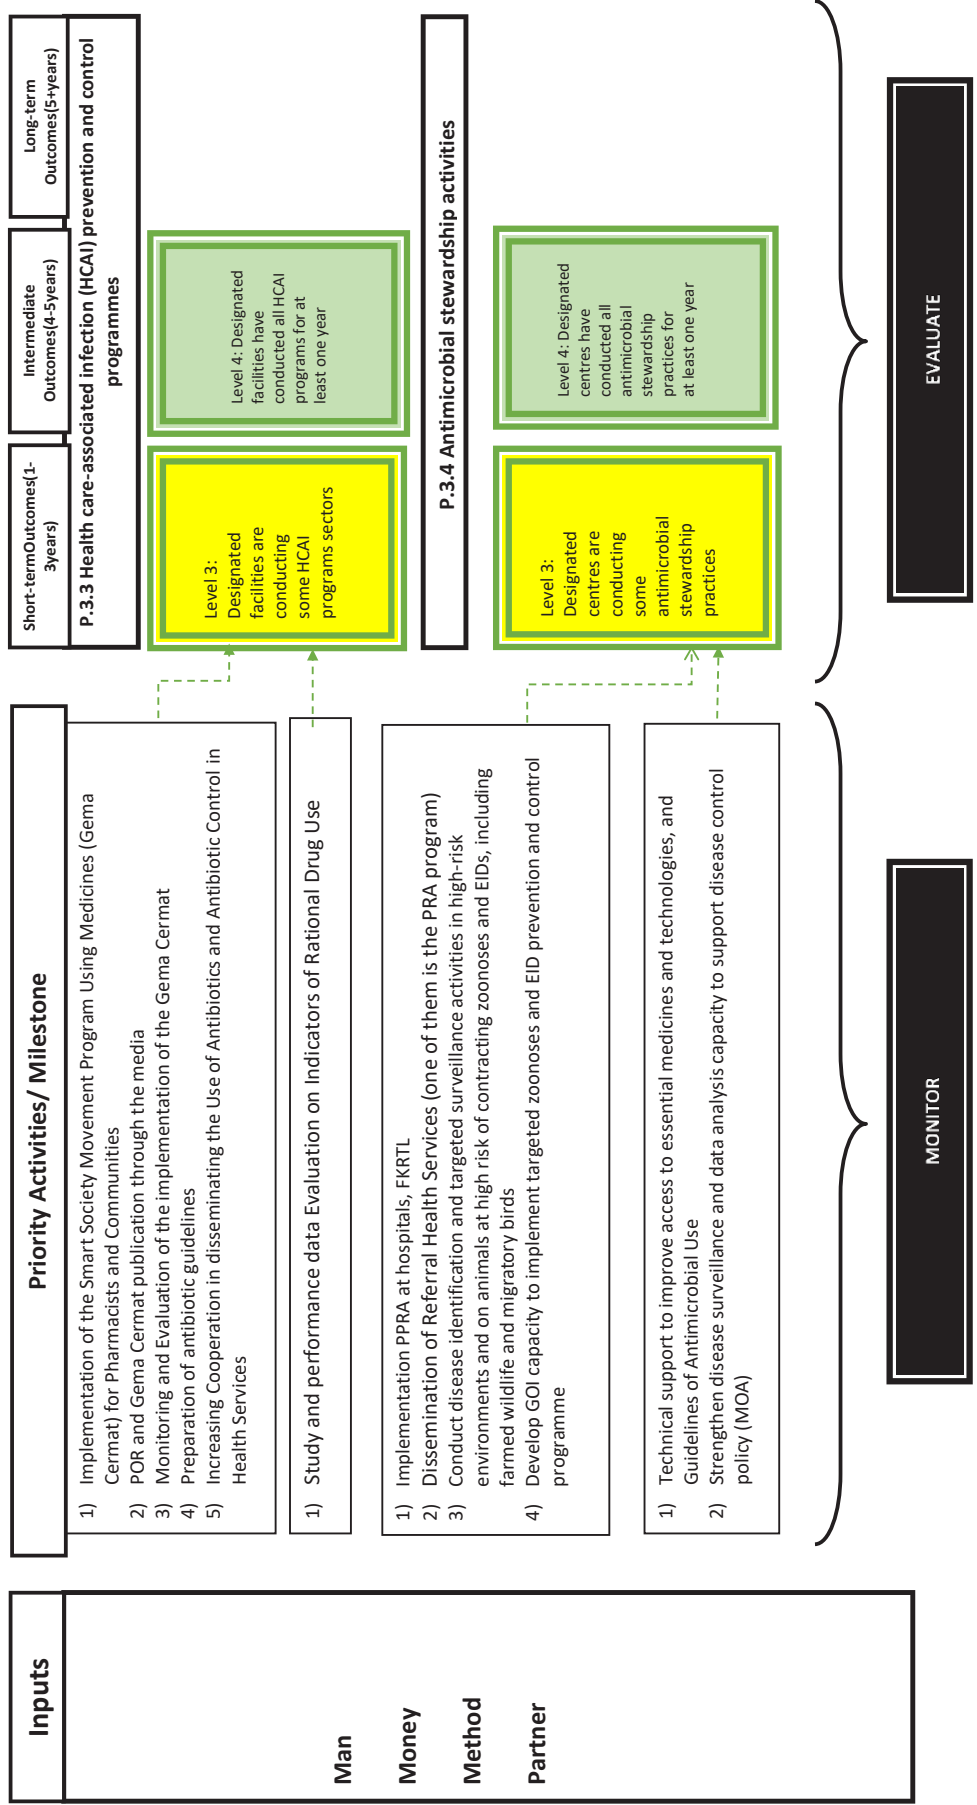 Inputs
Man
Money
Method
Partner
Priority Activities/ Milestone
1) Implementation of the Smart Society Movement Program Using Medicines (Gema
Cermat) for Pharmacists and Communities
2) POR and Gema Cermat publication through the media
3) Monitoring and Evaluation of the implementation of the Gema Cermat
4) Preparation of antibiotic guidelines
5) Increasing Cooperation in disseminating the Use of Antibiotics and Antibiotic Control in
Health Services
1) Study and performance data Evaluation on Indicators of Rational Drug Use
1) Implementation PPRA at hospitals, FKRTL
2) Dissemination of Referral Health Services (one of them is the PRA program)
3) Conduct disease identification and targeted surveillance activities in high-risk
environments and on animals at high risk of contracting zoonoses and EIDs, including
farmed wildlife and migratory birds
4) Develop GOI capacity to implement targeted zoonoses and EID prevention and control
programme
1) Technical support to improve access to essential medicines and technologies, and
Guidelines of Antimicrobial Use
2) Strengthen disease surveillance and data analysis capacity to support disease control
policy (MOA)
MONITOR
Short-termOutcomes(1-
3years)
Intermediate
Outcomes(4-5years)
Long-term
Outcomes(5+years)
P.3.3 Health care-associated infection (HCAI) prevention and control
programmes
Level 3:
Designated
facilities are
conducting
some HCAI
programs sectors
Level 4: Designated
facilities have
conducted all HCAI
programs for at
least one year
P.3.4 Antimicrobial stewardship activities
Level 3:
Designated
centres are
conducting
some
antimicrobial
stewardship
practices
Level 4: Designated
centres have
conducted all
antimicrobial
stewardship
practices for
at least one year
EVALUATE